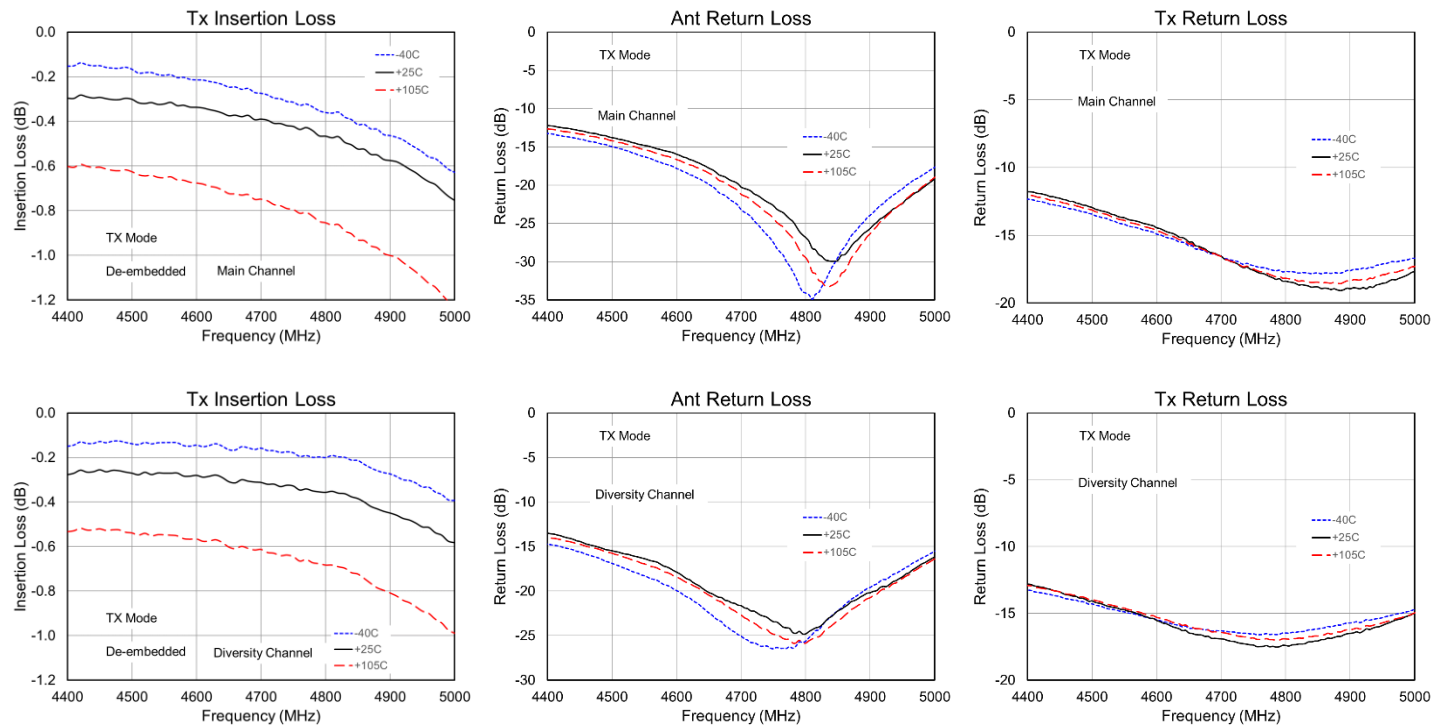 Tx Insertion Loss
0.0
-0.2
-0.4
-0.6
-0.8
-1.0
-1.2
Insertion Loss (dB)
-40C
+25C
+105C
TX Mode
De-embedded Main Channel
4400 4500 4600 4700 4800 4900 5000
Frequency (MHz)
Ant Return Loss
0
-5
-10
-15
-20
-25
-30
-35
Return Loss (dB)
TX Mode
Main Channel
-40C
+25C
+105C
4400 4500 4600 4700 4800 4900 5000
Frequency (MHz)
Tx Return Loss
0
-5
-10
-15
-20
Return Loss (dB)
TX Mode
Main Channel
-40C
+25C
+105C
4400 4500 4600 4700 4800 4900 5000
Frequency (MHz)
Tx Insertion Loss
0.0
-0.2
-0.4
-0.6
-0.8
-1.0
-1.2
Insertion Loss (dB)
TX Mode
De-embedded Diversity Channel
-40C
+25C
+105C
4400 4500 4600 4700 4800 4900 5000
Frequency (MHz)
Ant Return Loss
0
-5
-10
-15
-20
-25
-30
Return Loss (dB)
TX Mode
Diversity Channel
-40C
+25C
+105C
4400 4500 4600 4700 4800 4900 5000
Frequency (MHz)
Tx Return Loss
0
-5
-10
-15
-20
Return Loss (dB)
TX Mode
Diversity Channel
-40C
+25C
+105C
4400 4500 4600 4700 4800 4900 5000
Frequency (MHz)